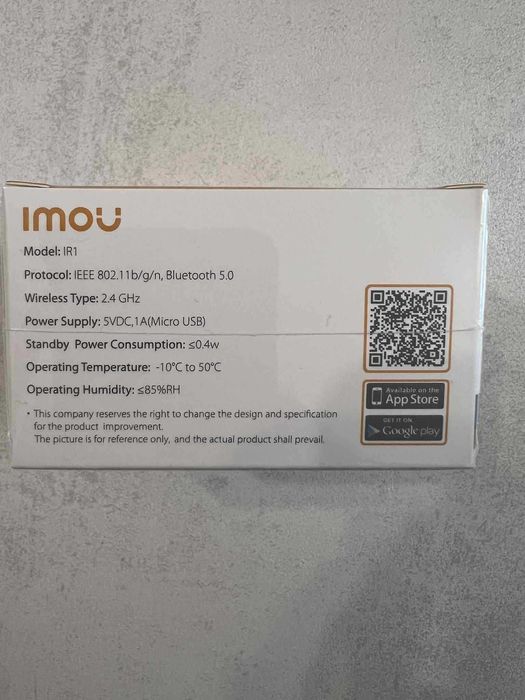 ımou
Model: IR1
Protocol: IEEE 802.11b/g/n, Bluetooth 5.0
Wireless Type: 2.4 GHz
Power Supply: 5VDC,1A(Micro USB)
Standby Power Consumption: ≤0.4w
Operating Temperature: -10°C to 50°C
Operating Humidity: ≤85%RH
• This company reserves the right to change the design and specification
for the product improvement.
The picture is for reference only, and the actual product shall prevail.
Available on the
App Store
GET IT ON
Google play